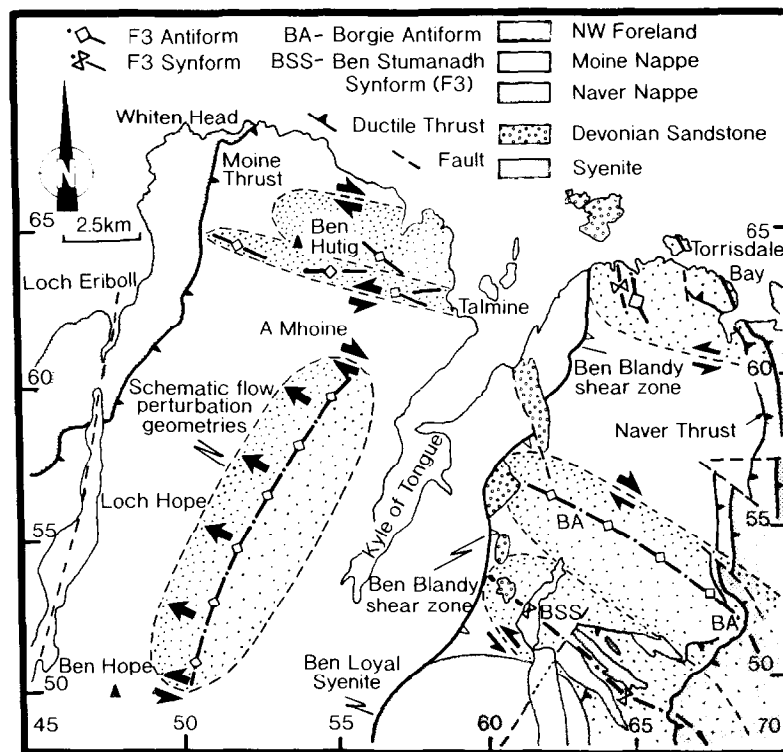 F3 Antiform
F3 Synform
BA- Borgie Antiform
BSS- Ben Stumanadh
Synform (F3)
NW Foreland
Moine Nappe
Naver Nappe
Devonian Sandstone
Syenite
Ductile Thrust
Fault
Whiten Head
Moine
Thrust
N
2.5km
65
Ben
Hutig
65
Torrisdale
Bay
Loch Eriboll
Talmine
A Mhoine
60
60
Ben Blandy
shear zone
Schematic flow
perturbation
geometries
Naver Thrust
Kyle of Tongue
Loch Hope
55
BA
55
Ben Blandy
shear zone
BSS
BA
Ben Hope
50
Ben Loyal
Syenite
50
45
50
55
60
65
70